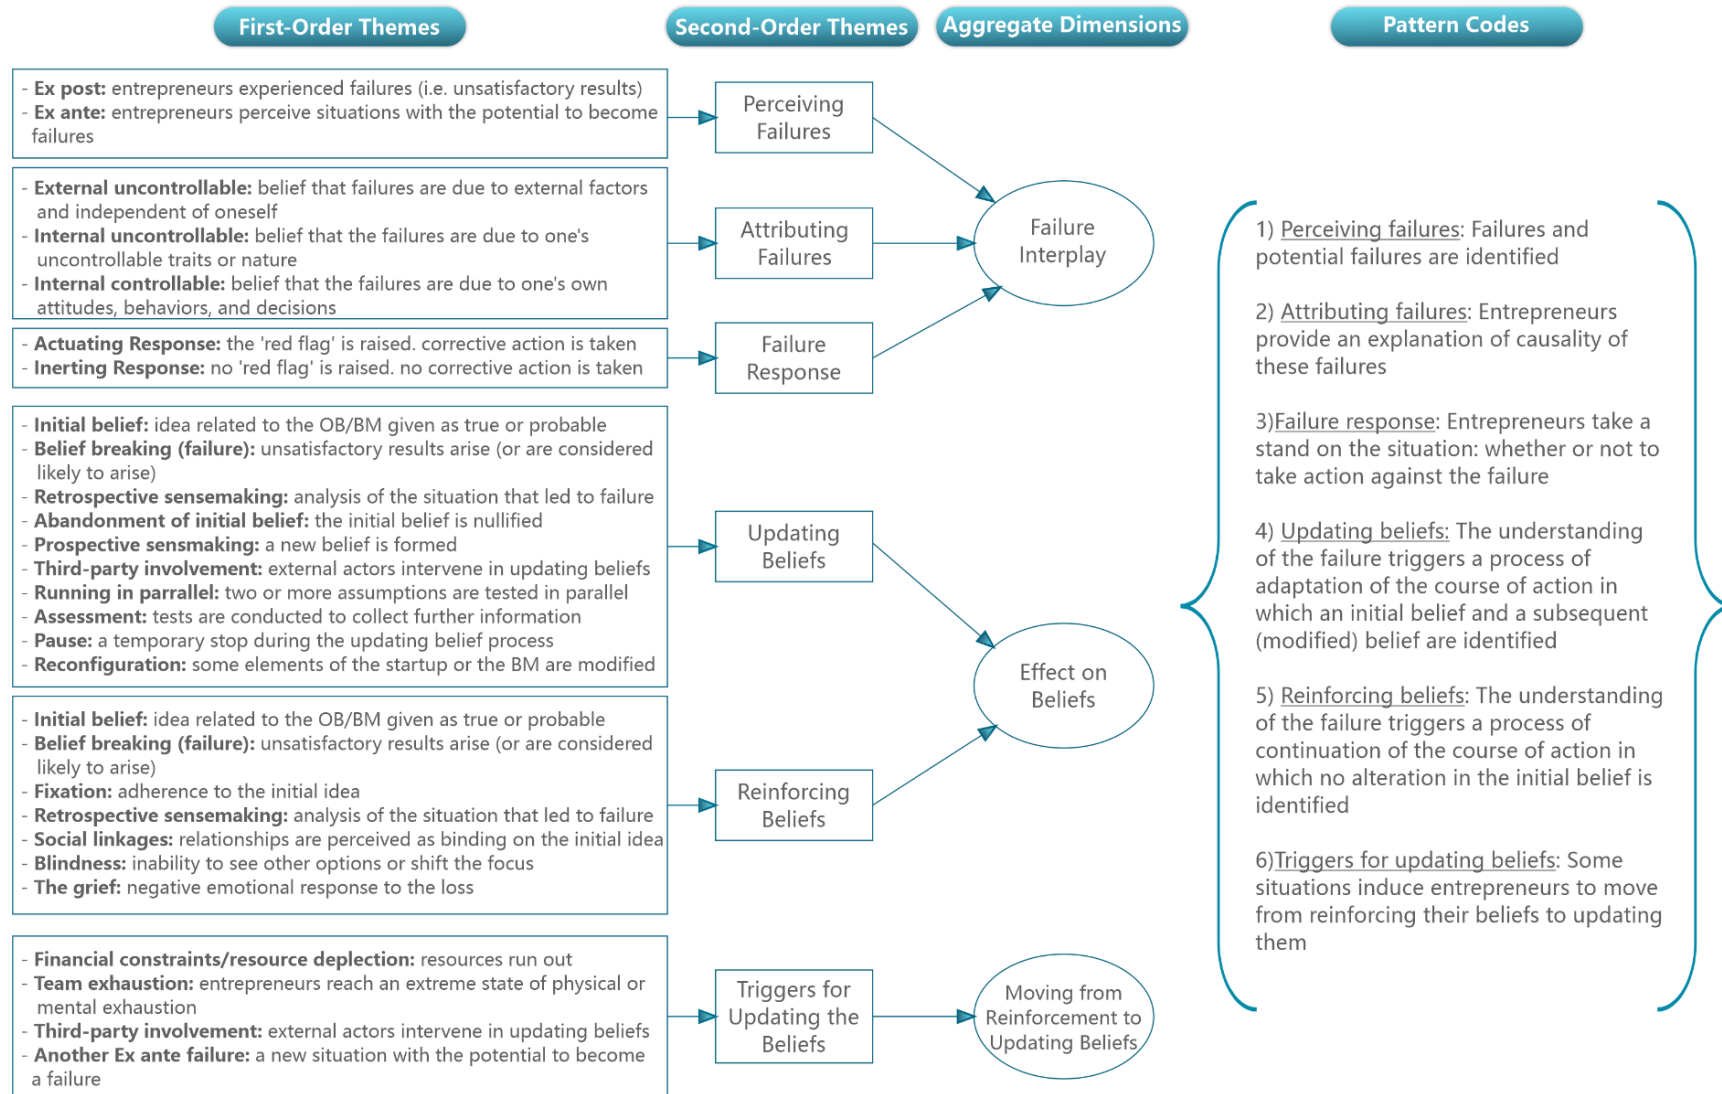 First-Order Themes
Second-Order Themes
Aggregate Dimensions
Pattern Codes
- Ex post: entrepreneurs experienced failures (i.e. unsatisfactory results)
- Ex ante: entrepreneurs perceive situations with the potential to become
failures
Perceiving
Failures
- External uncontrollable: belief that failures are due to external factors
and independent of oneself
- Internal uncontrollable: belief that the failures are due to one's
uncontrollable traits or nature
- Internal controllable: belief that the failures are due to one's own
attitudes, behaviors, and decisions
Attributing
Failures
- Actuating Response: the 'red flag' is raised. corrective action is taken
- Inerting Response: no 'red flag' is raised. no corrective action is taken
Failure
Response
Failure
Interplay
- Initial belief: idea related to the OB/BM given as true or probable
- Belief breaking (failure): unsatisfactory results arise (or are considered
likely to arise)
- Retrospective sensemaking: analysis of the situation that led to failure
- Abandonment of initial belief: the initial belief is nullified
- Prospective sensmaking: a new belief is formed
- Third-party involvement: external actors intervene in updating beliefs
- Running in parrallel: two or more assumptions are tested in parallel
- Assessment: tests are conducted to collect further information
- Pause: a temporary stop during the updating belief process
- Reconfiguration: some elements of the startup or the BM are modified
Updating
Beliefs
- Initial belief: idea related to the OB/BM given as true or probable
- Belief breaking (failure): unsatisfactory results arise (or are considered
likely to arise)
- Fixation: adherence to the initial idea
- Retrospective sensemaking: analysis of the situation that led to failure
- Social linkages: relationships are perceived as binding on the initial idea
- Blindness: inability to see other options or shift the focus
- The grief: negative emotional response to the loss
Reinforcing
Beliefs
Effect on
Beliefs
- Financial constraints/resource deplection: resources run out
- Team exhaustion: entrepreneurs reach an extreme state of physical or
mental exhaustion
- Third-party involvement: external actors intervene in updating beliefs
- Another Ex ante failure: a new situation with the potential to become
a failure
Triggers for
Updating the
Beliefs
Moving from
Reinforcement to
Updating Beliefs
1) Perceiving failures: Failures and
potential failures are identified
2) Attributing failures: Entrepreneurs
provide an explanation of causality of
these failures
3)Failure response: Entrepreneurs take a
stand on the situation: whether or not to
take action against the failure
4) Updating beliefs: The understanding
of the failure triggers a process of
adaptation of the course of action in
which an initial belief and a subsequent
(modified) belief are identified
5) Reinforcing beliefs: The understanding
of the failure triggers a process of
continuation of the course of action in
which no alteration in the initial belief is
identified
6)Triggers for updating beliefs: Some
situations induce entrepreneurs to move
from reinforcing their beliefs to updating
them